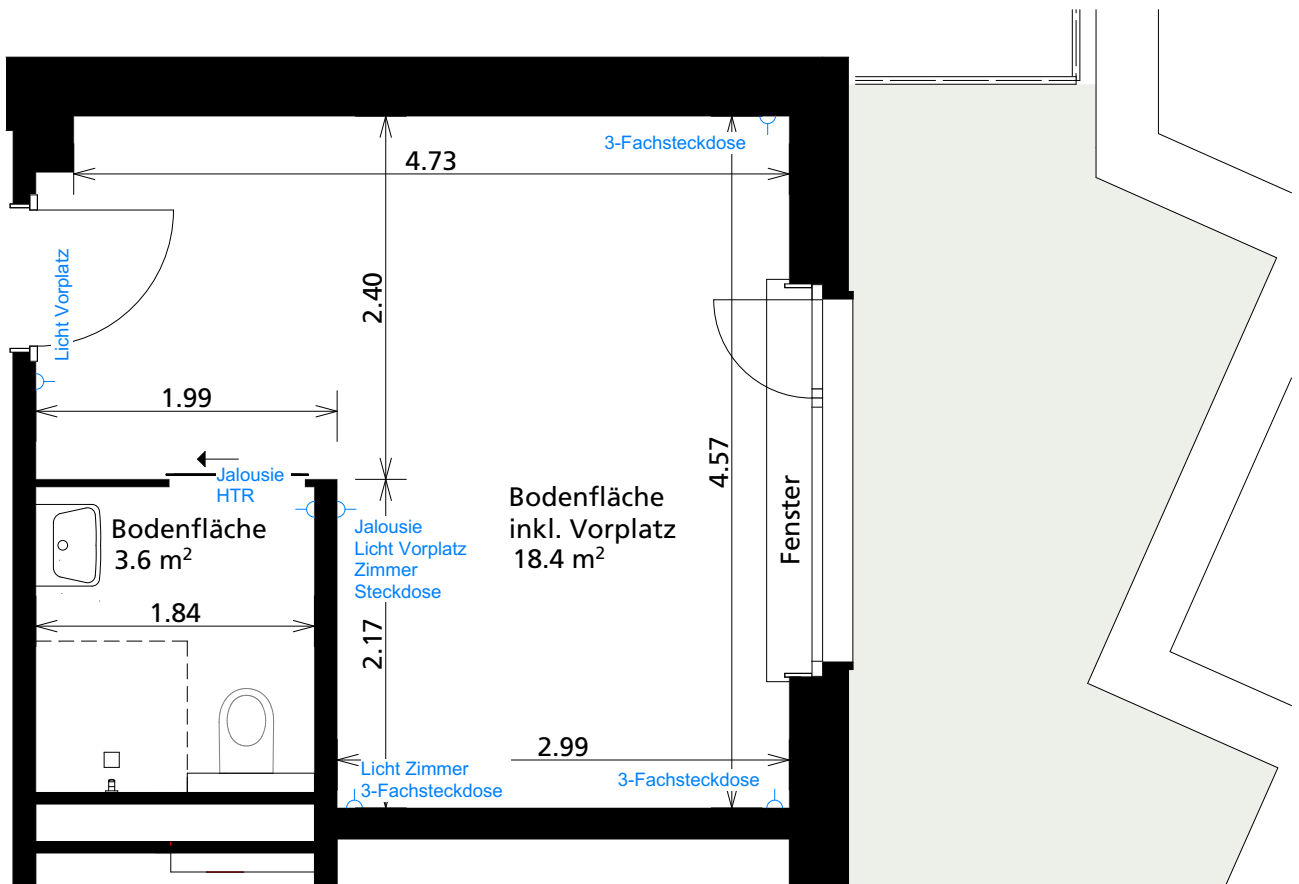 3-Fachsteckdose
4.73
Licht Vorplatz
2.40
1.99
4.57
Jalousie
HTR
Bodenfläche
3.6 m²
Jalousie
Licht Vorplatz
Zimmer
Steckdose
Bodenfläche
inkl. Vorplatz
18.4 m²
Fenster
1.84
2.17
2.99
Licht Zimmer
3-Fachsteckdose
3-Fachsteckdose